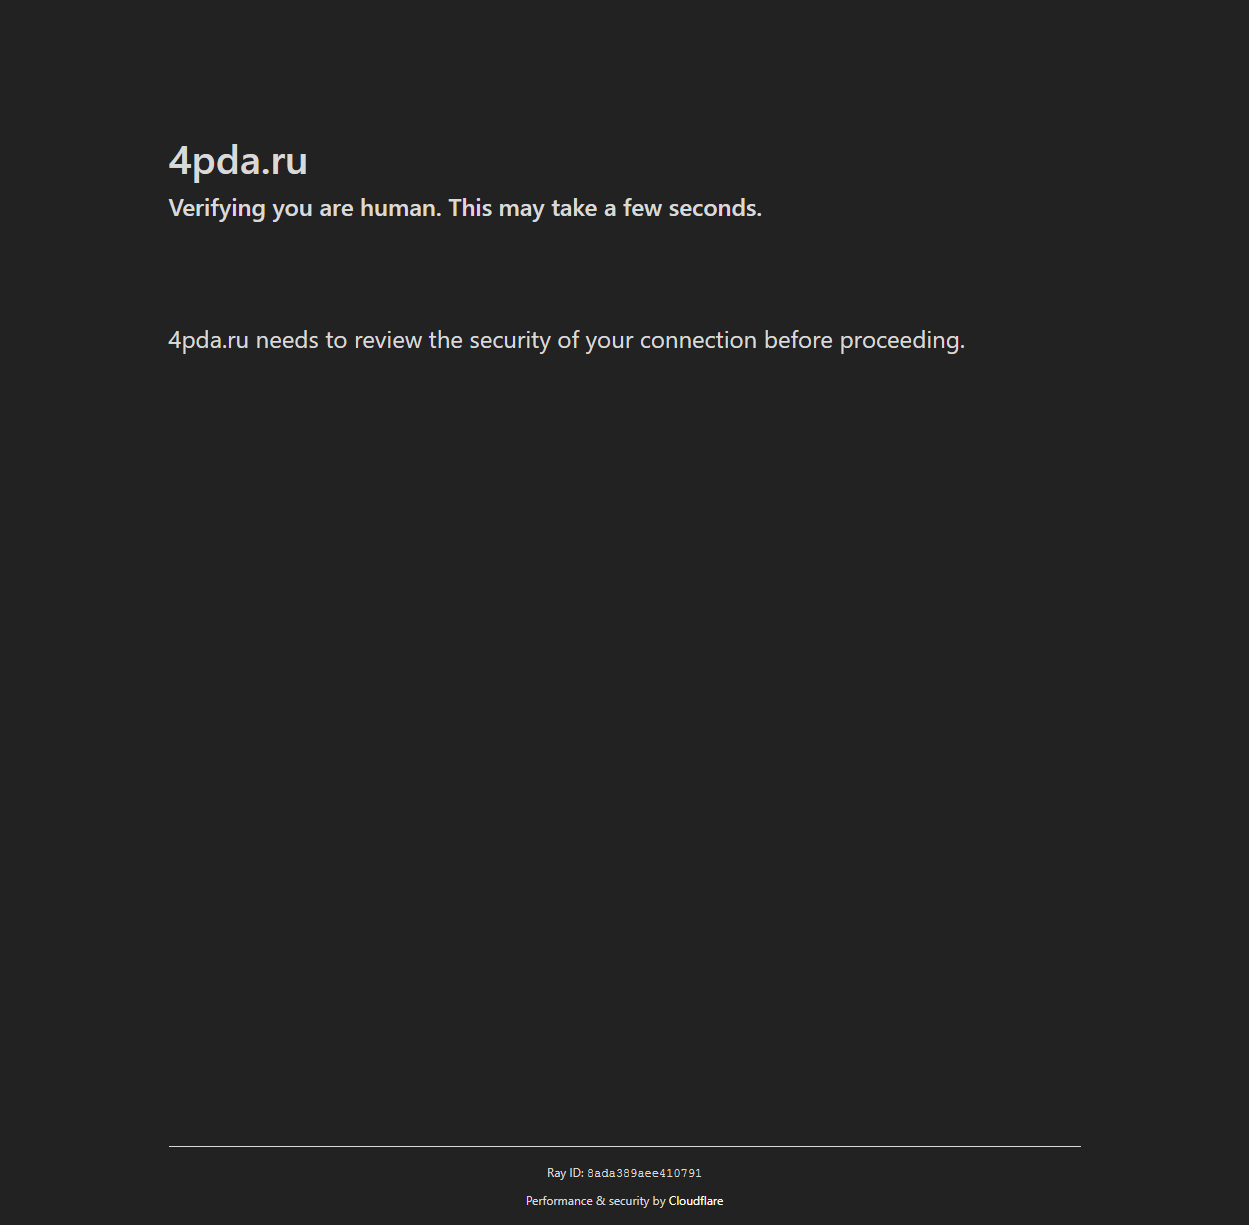 4pda.ru
Verifying you are human. This may take a few seconds.
4pda.ru needs to review the security of your connection before proceeding.
Ray ID: 8ada389aee410791
Performance & security by Cloudflare